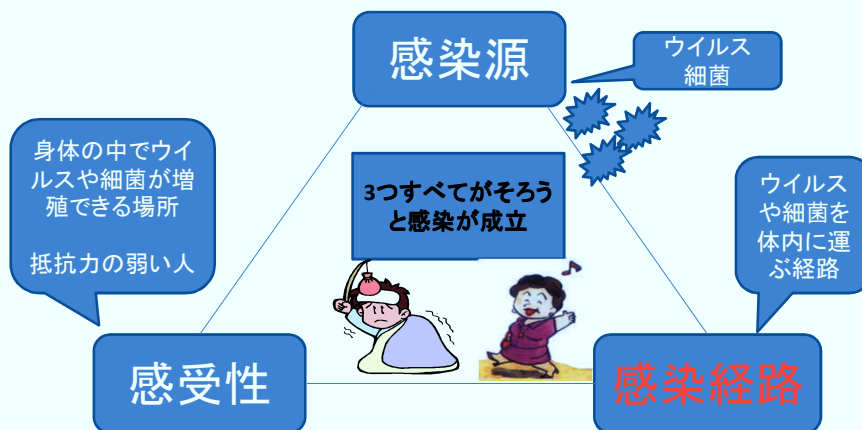 感染源
ウイルス
細菌
身体の中でウイ
ルスや細菌が増
殖できる場所
抵抗力の弱い人
3つすべてがそろう
と感染が成立
ウイルス
や細菌を
体内に運
ぶ経路
感受性
感染経路